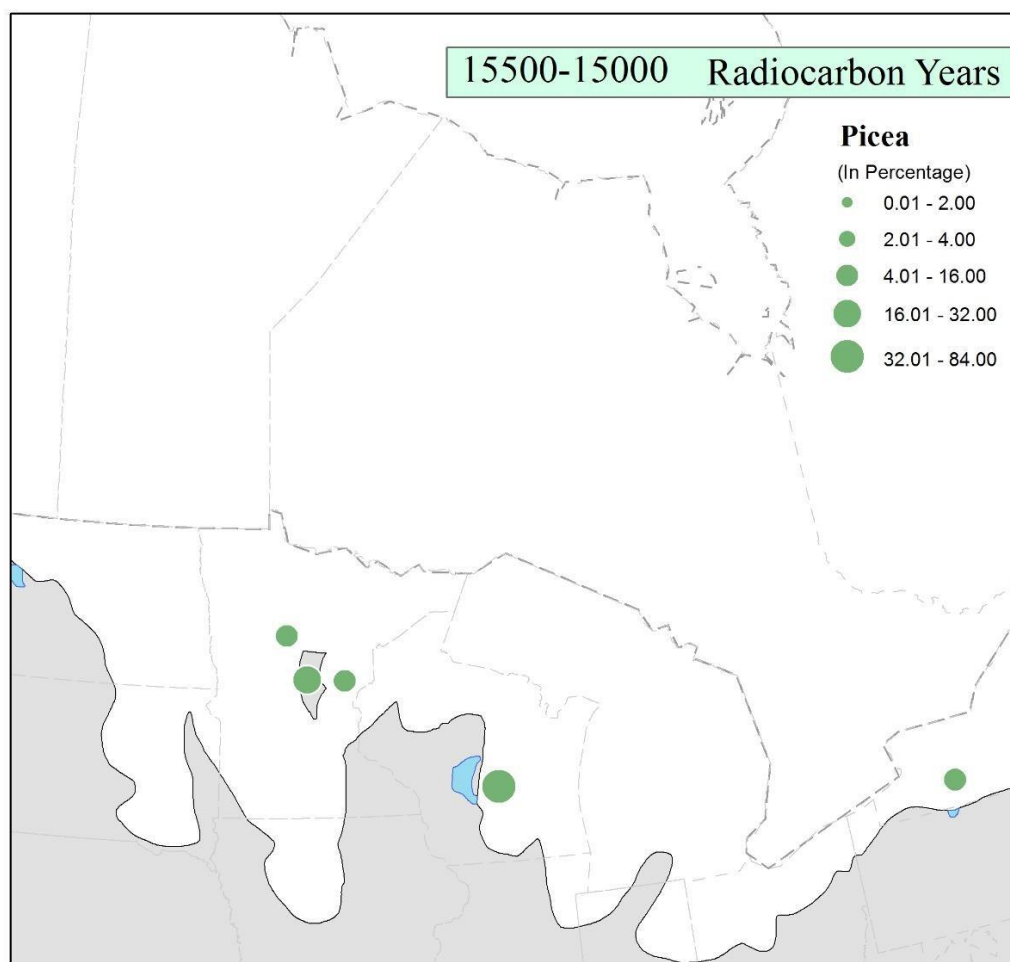 15500-15000 Radiocarbon Years
Picea
(In Percentage)
0.01 - 2.00
2.01 - 4.00
4.01 - 16.00
16.01 - 32.00
32.01 - 84.00